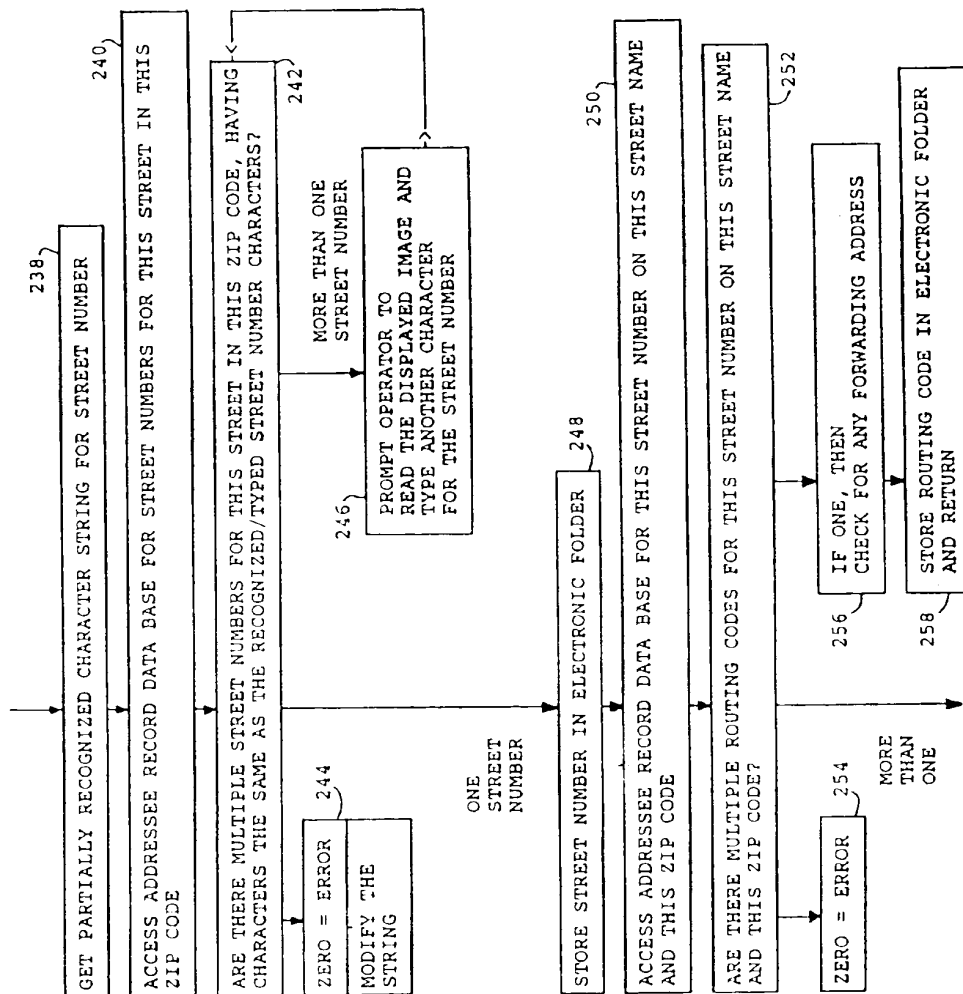 238
GET PARTIALLY RECOGNIZED CHARACTER STRING FOR STREET NUMBER
240
ACCESS ADDRESSEE RECORD DATA BASE FOR STREET NUMBERS FOR THIS STREET IN THIS
ZIP CODE
242
ARE THERE MULTIPLE STREET NUMBERS FOR THIS STREET IN THIS ZIP CODE, HAVING
CHARACTERS THE SAME AS THE RECOGNIZED/TYPED STREET NUMBER CHARACTERS?
244
ZERO = ERROR
MODIFY THE
STRING
MORE THAN ONE
STREET NUMBER
246
PROMPT OPERATOR TO
READ THE DISPLAYED IMAGE AND
TYPE ANOTHER CHARACTER
FOR THE STREET NUMBER
ONE
STREET
NUMBER
248
STORE STREET NUMBER IN ELECTRONIC FOLDER
250
ACCESS ADDRESSEE RECORD DATA BASE FOR THIS STREET NUMBER ON THIS STREET NAME
AND THIS ZIP CODE
252
ARE THERE MULTIPLE ROUTING CODES FOR THIS STREET NUMBER ON THIS STREET NAME
AND THIS ZIP CODE?
254
ZERO = ERROR
MORE
THAN
ONE
256
IF ONE, THEN
CHECK FOR ANY FORWARDING ADDRESS
258
STORE ROUTING CODE IN ELECTRONIC FOLDER
AND RETURN